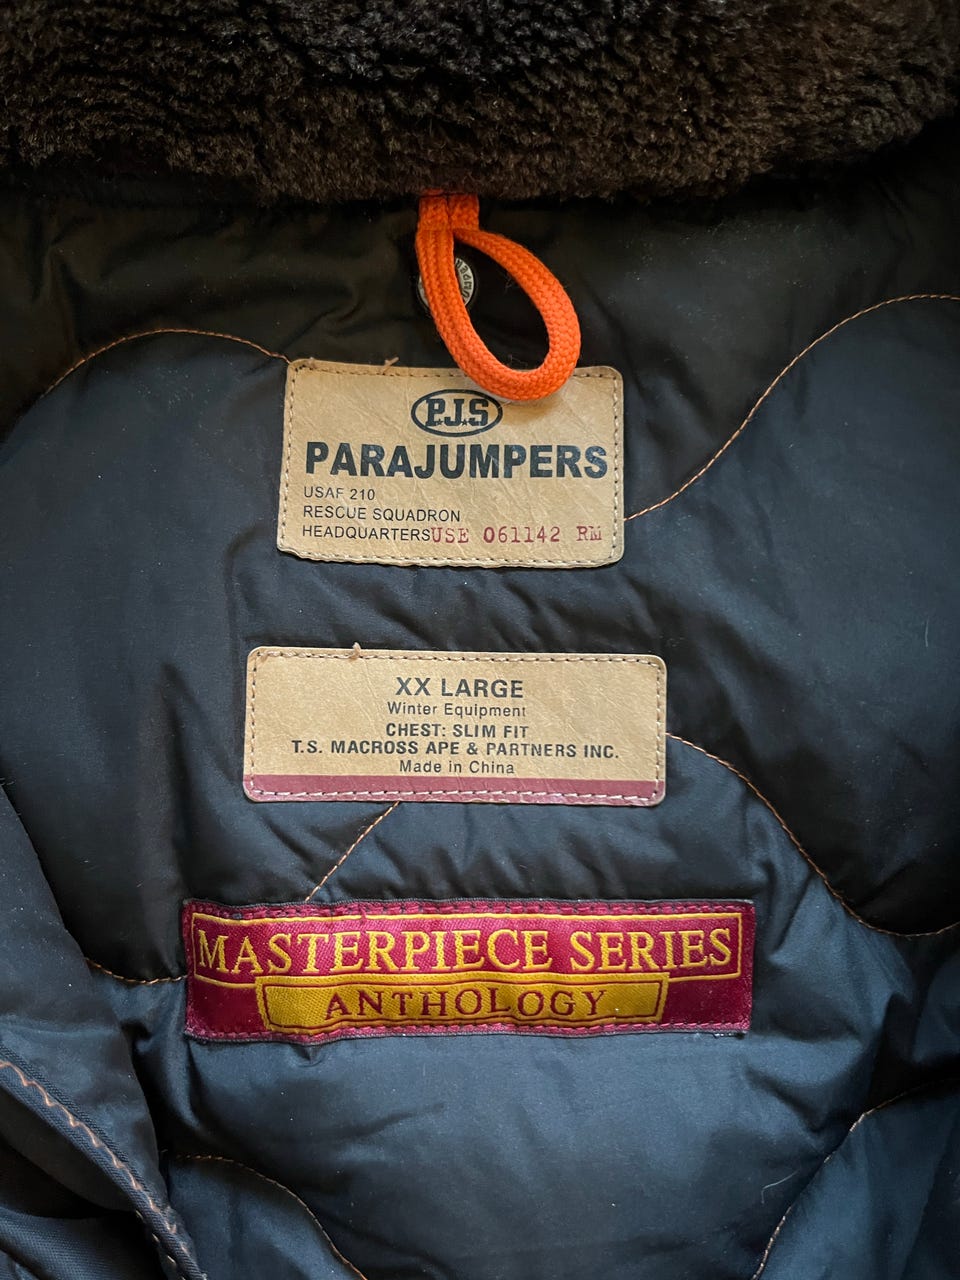 P.J.S
PARAJUMPERS
USAF 210
RESCUE SQUADRON
HEADQUARTERS USE 061142 RM
XX LARGE
Winter Equipment
CHEST: SLIM FIT
T.S. MACROSS APE & PARTNERS INC.
Made in China
MASTERPIECE SERIES
ANTHOLOGY